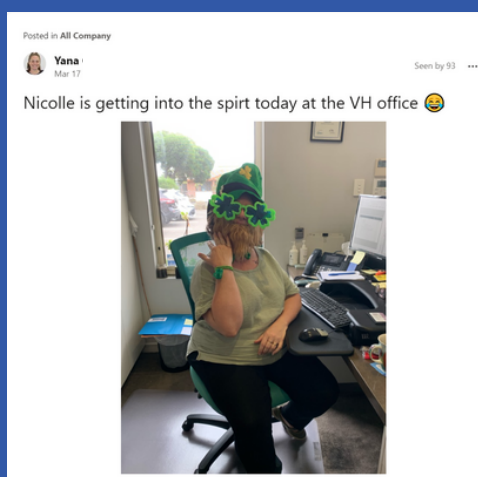 Posted in All Company
Yana
Mar 17
Seen by 93
Nicolle is getting into the spirt today at the VH office 😂